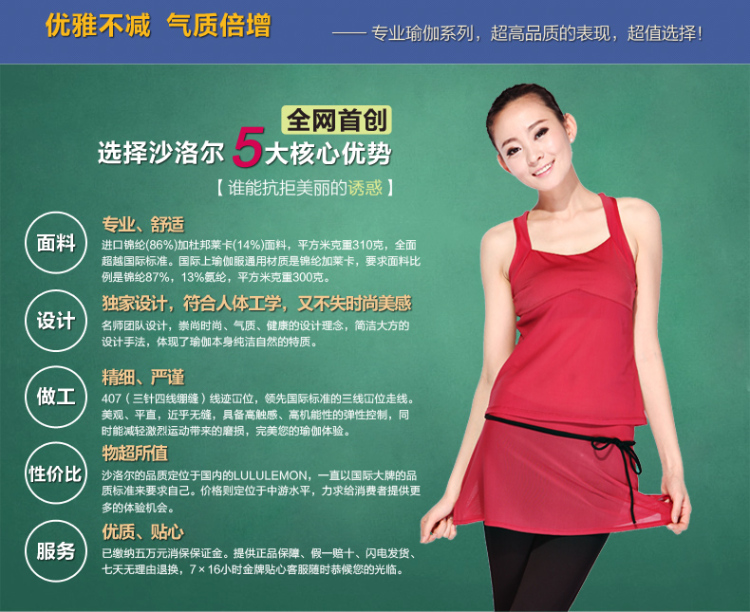 优雅不减 气质倍增
—— 专业瑜伽系列，超高品质的表现，超值选择！
全网首创
选择沙洛尔5大核心优势
【谁能抗拒美丽的诱惑】
面料
专业、舒适
进口锦纶(86%)加杜邦莱卡(14%)面料，平方米克重310克，全面
超越国际标准。国际上瑜伽服通用材质是锦纶加莱卡，要求面料比
例是锦纶87%，13%氨纶，平方米克重300克。
设计
独家设计，符合人体工学，又不失时尚美感
名师团队设计，崇尚时尚、气质、健康的设计理念，简洁大方的
设计手法，体现了瑜伽本身纯洁自然的特质。
做工
精细、严谨
407（三针四线绷缝）线迹帀位，领先国际标准的三线帀位走线。
美观、平直，近乎无缝，具备高触感、高机能性的弹性控制，同
时能减轻激烈运动带来的磨损，完美您的瑜伽体验。
性价比
物超所值
沙洛尔的品质定位于国内的LULULEMON，一直以国际大牌的品
质标准来要求自己。价格则定位于中游水平，力求给消费者提供更
多的体验机会。
服务
优质、贴心
已缴纳五万元消保保证金。提供正品保障、假一赔十、闪电发货、
七天无理由退换，7×16小时金牌贴心客服随时恭候您的光临。